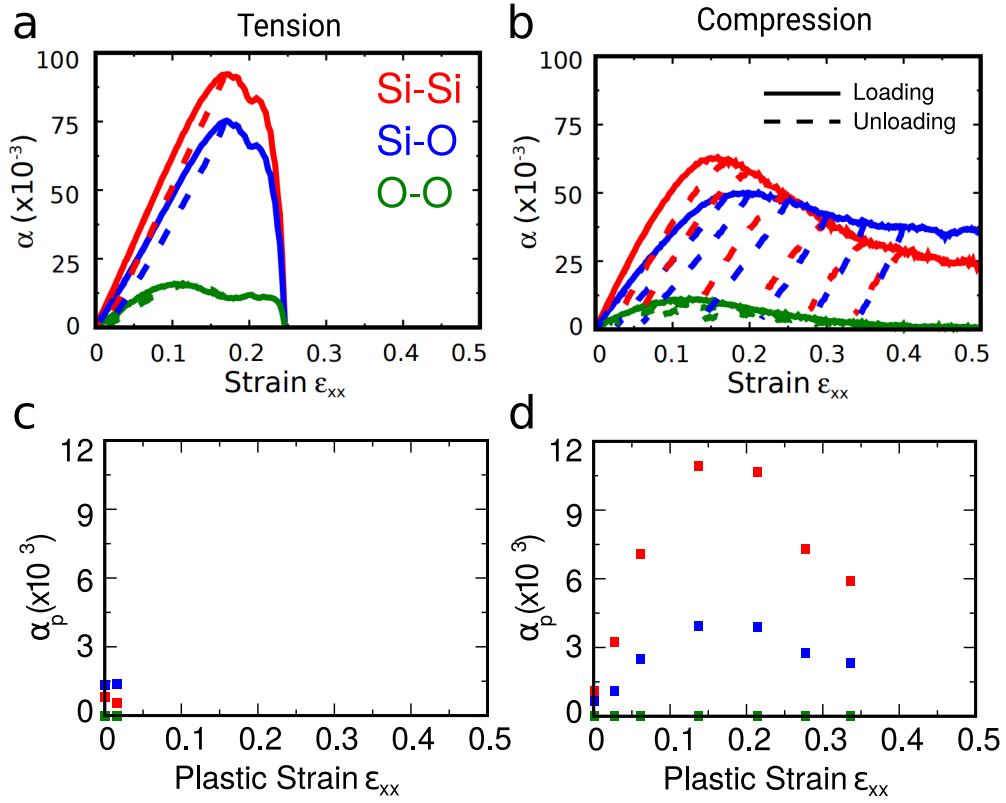 a
Tension
100
75
50
25
0
α (x10⁻³)
Si-Si
Si-O
O-O
0 0.1 0.2 0.3 0.4 0.5
Strain εxx
b
Compression
100
75
50
25
0
α (x10⁻³)
Loading
Unloading
0 0.1 0.2 0.3 0.4 0.5
Strain εxx
c
12
9
6
3
0
αp(x10³)
0 0.1 0.2 0.3 0.4 0.5
Plastic Strain εxx
d
12
9
6
3
0
αp(x10³)
0 0.1 0.2 0.3 0.4 0.5
Plastic Strain εxx